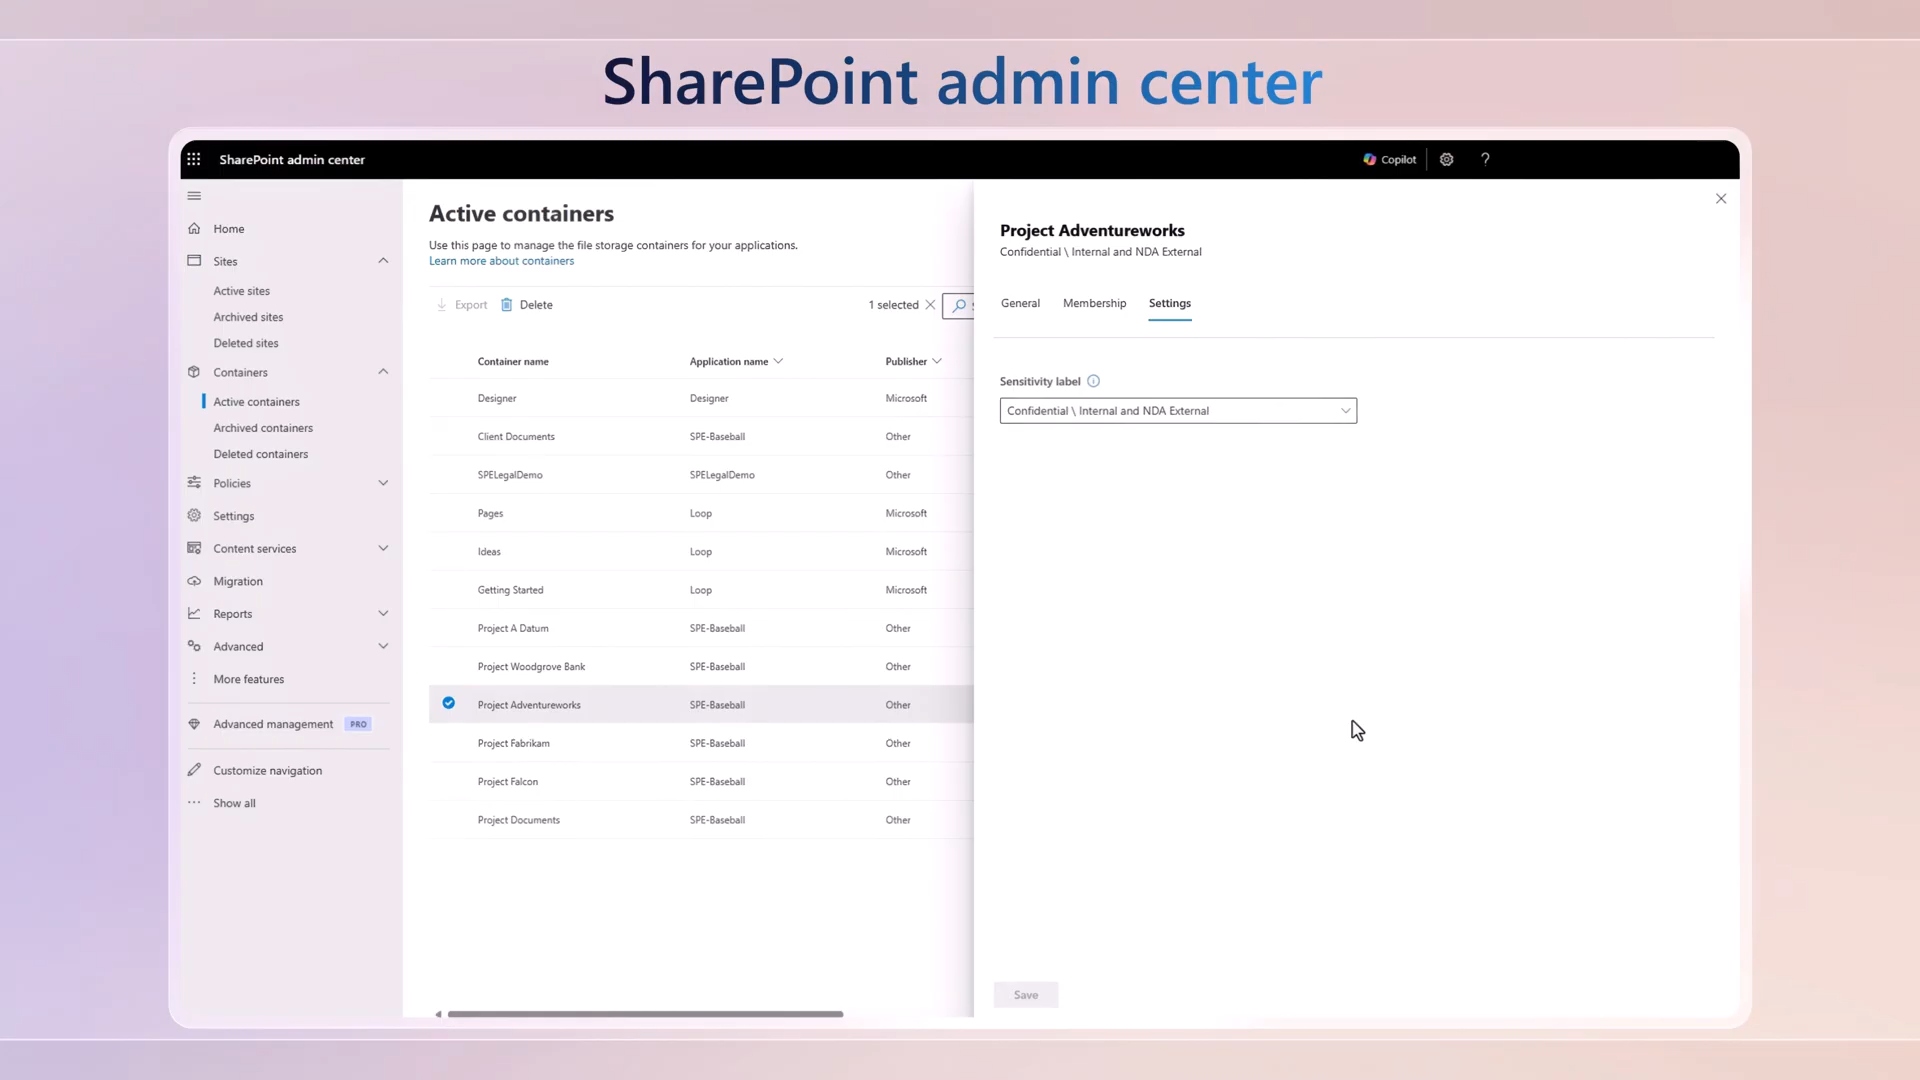 SharePoint admin center
SharePoint admin center
Copilot
?
Home
Sites
Active sites
Archived sites
Deleted sites
Containers
Active containers
Archived containers
Deleted containers
Policies
Settings
Content services
Migration
Reports
Advanced
More features
Advanced management PRO
Customize navigation
Show all
Active containers
Use this page to manage the file storage containers for your applications.
Learn more about containers
Export Delete 1 selected
Container name Application name Publisher
Designer Designer Microsoft
Client Documents SPE-Baseball Other
SPELegalDemo SPELegalDemo Other
Pages Loop Microsoft
Ideas Loop Microsoft
Getting Started Loop Microsoft
Project A Datum SPE-Baseball Other
Project Woodgrove Bank SPE-Baseball Other
Project Adventureworks SPE-Baseball Other
Project Fabrikam SPE-Baseball Other
Project Falcon SPE-Baseball Other
Project Documents SPE-Baseball Other
Project Adventureworks
Confidential \ Internal and NDA External
General Membership Settings
Sensitivity label
Confidential \ Internal and NDA External
Save